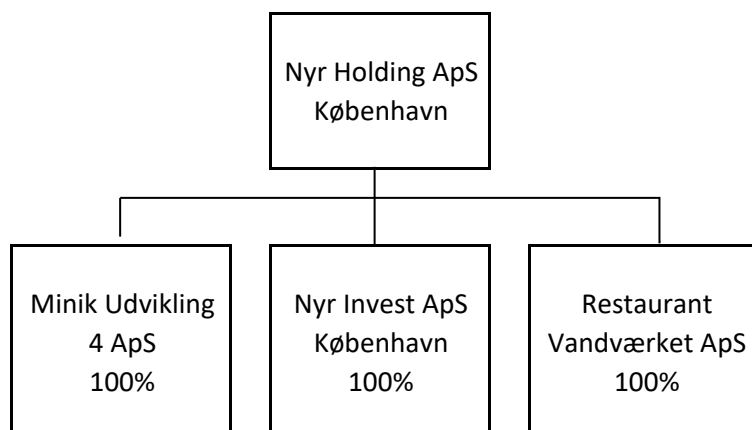 Nyr Holding ApS
København
Minik Udvikling
4 ApS
100%
Nyr Invest ApS
København
100%
Restaurant
Vandværket ApS
100%